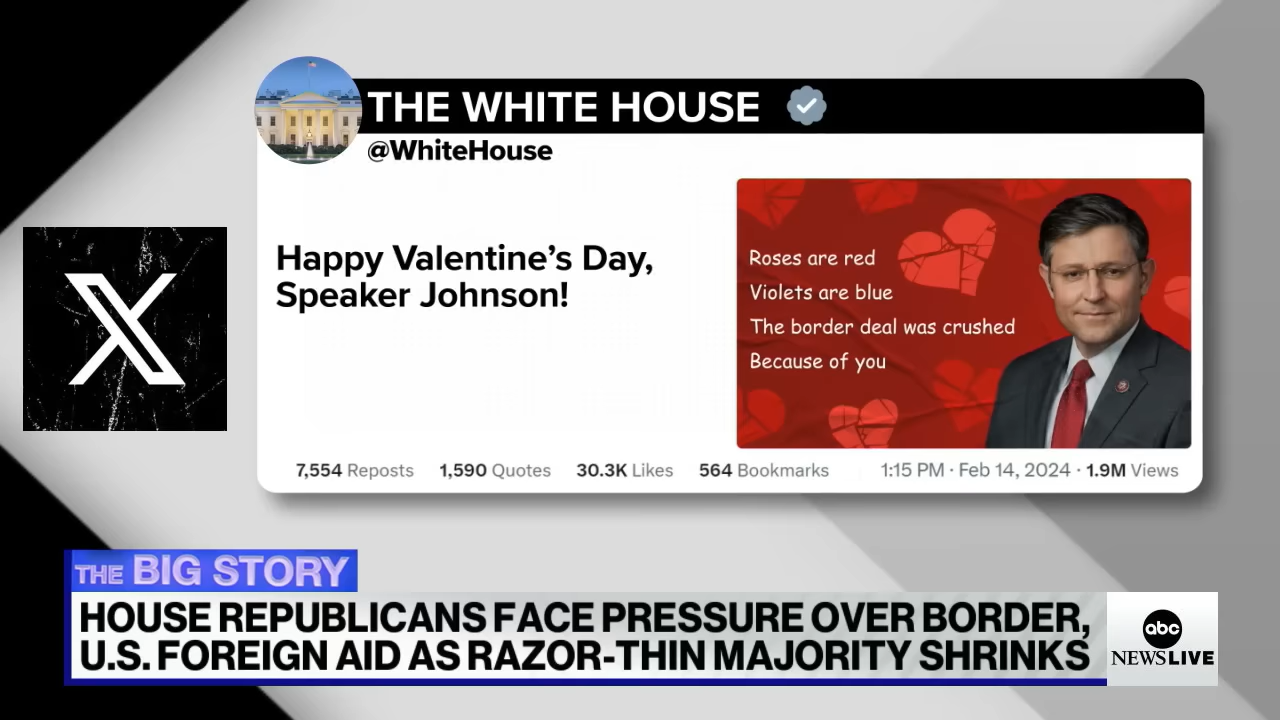 THE WHITE HOUSE
@WhiteHouse
Happy Valentine’s Day,
Speaker Johnson!
Roses are red
Violets are blue
The border deal was crushed
Because of you
7,554 Reposts 1,590 Quotes 30.3K Likes 564 Bookmarks 1:15 PM · Feb 14, 2024 · 1.9M Views
X
THE BIG STORY
HOUSE REPUBLICANS FACE PRESSURE OVER BORDER,
U.S. FOREIGN AID AS RAZOR-THIN MAJORITY SHRINKS
abc
NEWSLIVE